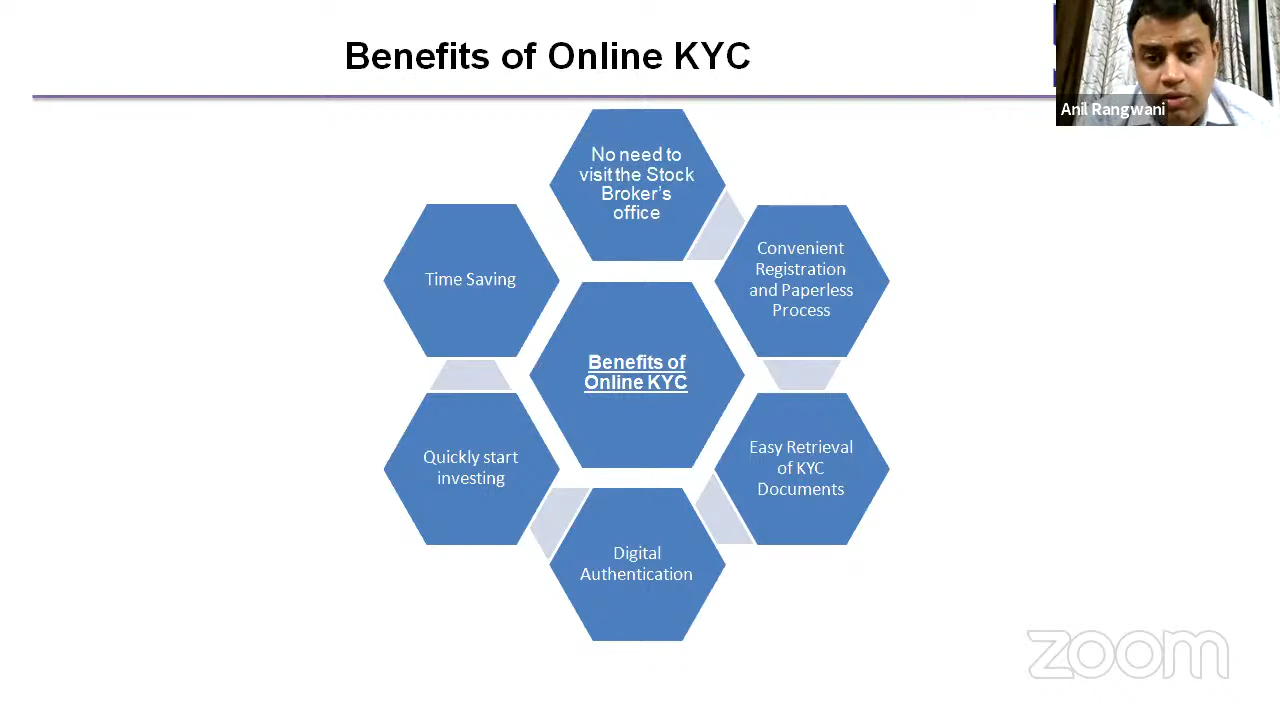 Benefits of Online KYC
Anil Rangwani
No need to
visit the Stock
Broker's
office
Convenient
Registration
and Paperless
Process
Easy Retrieval
of KYC
Documents
Digital
Authentication
Quickly start
investing
Time Saving
Benefits of
Online KYC
zoom